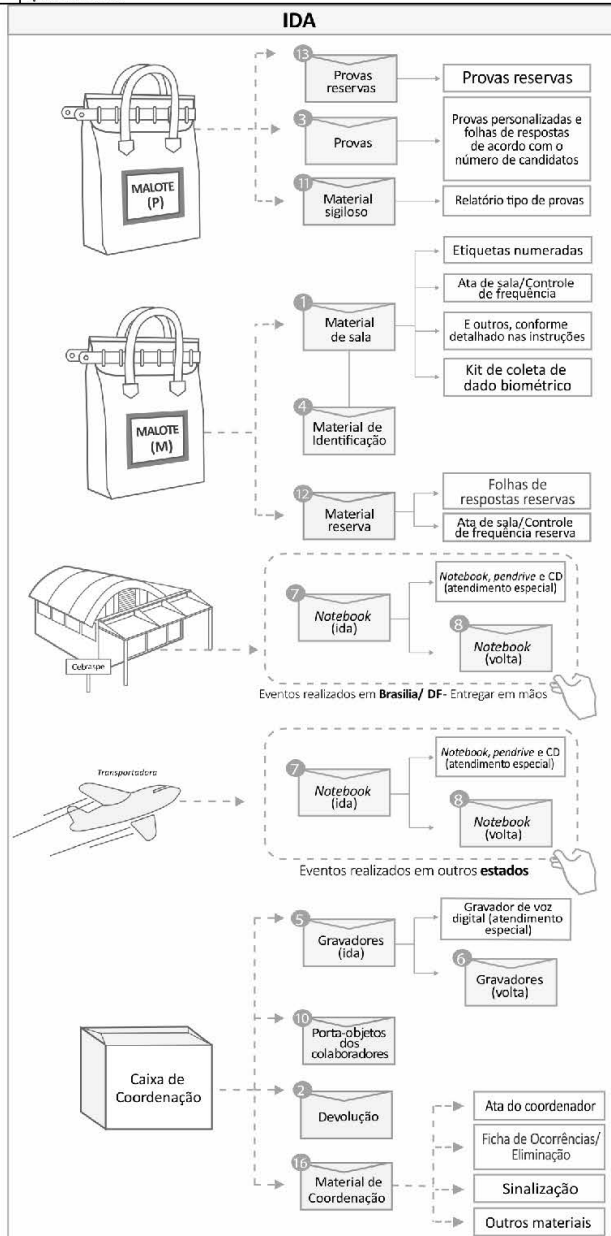 IDA
MALOTE
(P)
13
Provas
reservas
Provas reservas
3
Provas
Provas personalizadas e
folhas de respostas
de acordo com o
número de candidatos
11
Material
sigiloso
Relatório tipo de provas
MALOTE
(M)
1
Material
de sala
Etiquetas numeradas
Ata de sala/Controle
de frequência
E outros, conforme
detalhado nas instruções
Kit de coleta de
dado biométrico
4
Material de
Identificação
12
Material
reserva
Folhas de
respostas reservas
Ata de sala/Controle
de frequência reserva
Cebraspe
7
Notebook
(ida)
Notebook, pendrive e CD
(atendimento especial)
8
Notebook
(volta)
Eventos realizados em Brasilia/ DF- Entregar em mãos
Transportadora
7
Notebook
(ida)
Notebook, pendrive e CD
(atendimento especial)
8
Notebook
(volta)
Eventos realizados em outros estados
Caixa de
Coordenação
5
Gravadores
(ida)
Gravador de voz
digital (atendimento
especial)
6
Gravadores
(volta)
10
Porta-objetos
dos
colaboradores
2
Devolução
16
Material de
Coordenação
Ata do coordenador
Ficha de Ocorrências/
Eliminação
Sinalização
Outros materiais